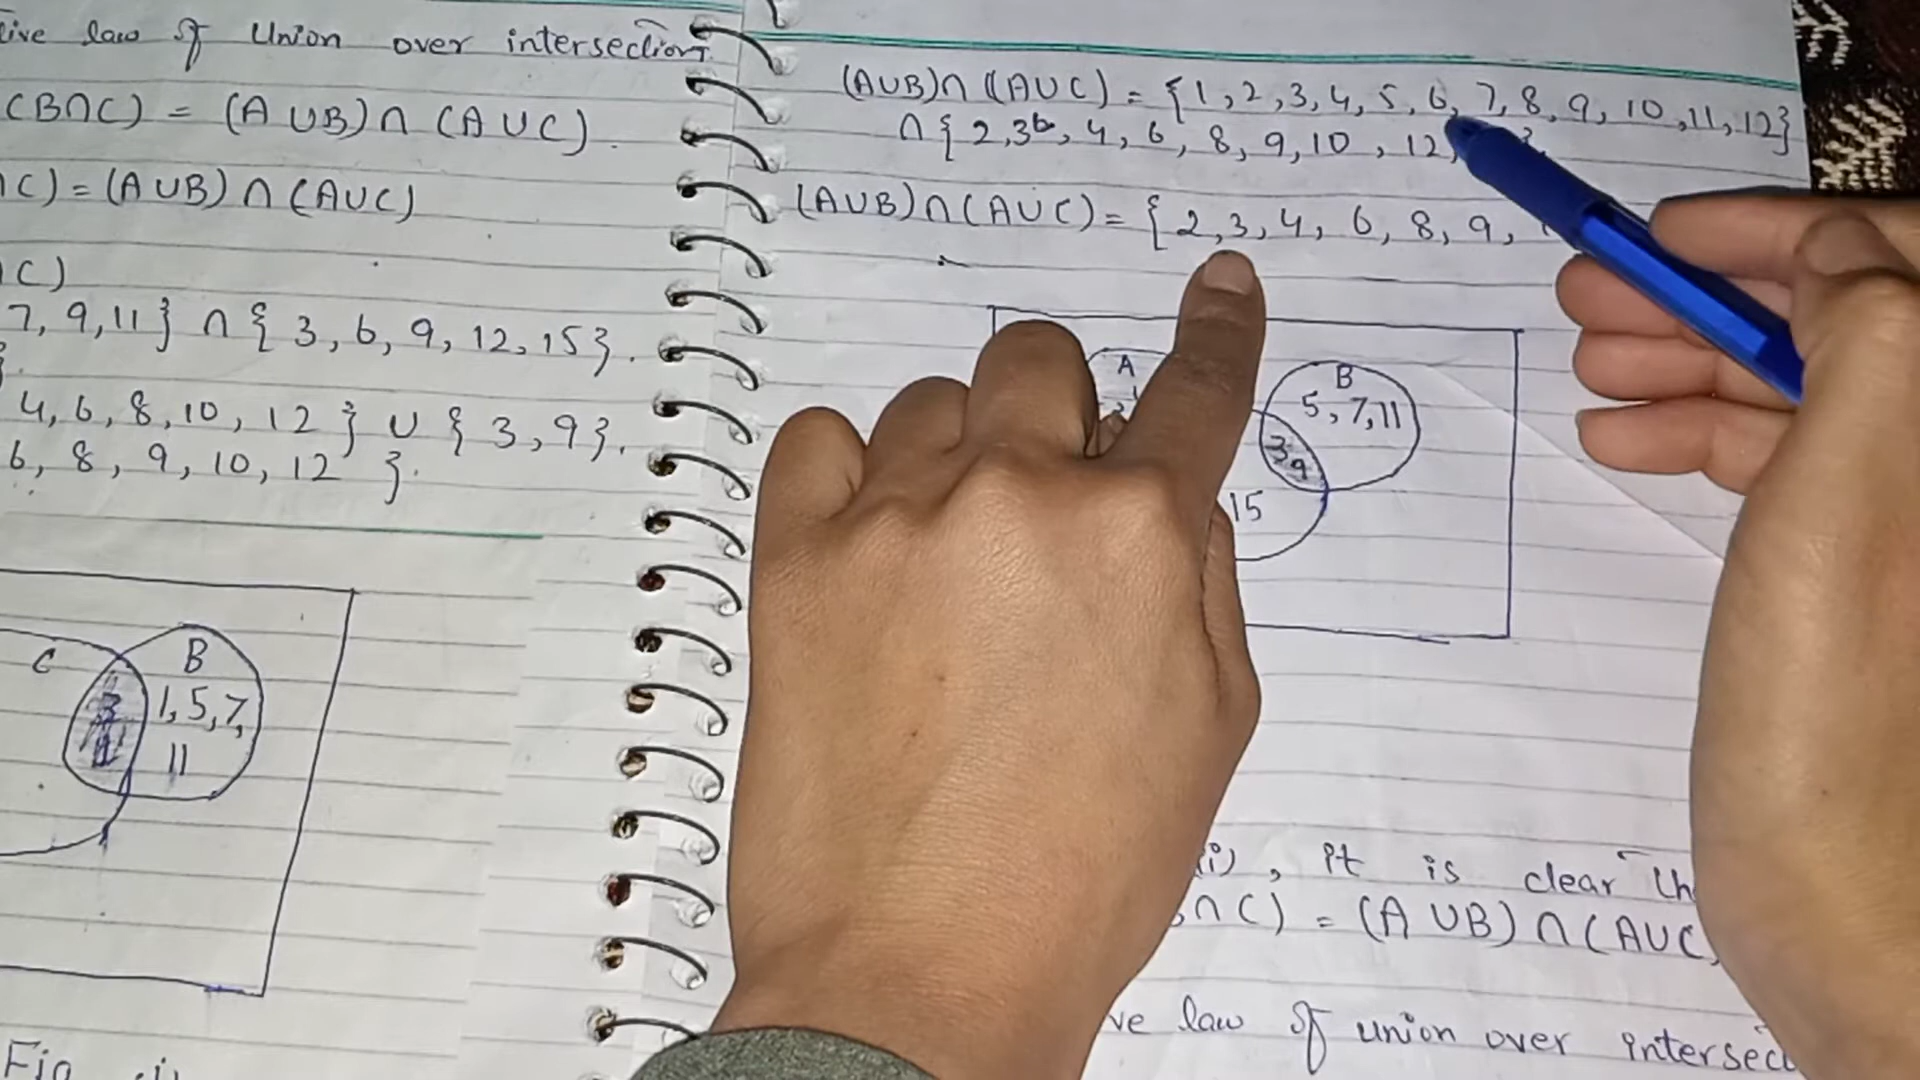 tive law of Union over intersection.
(B∩C) = (A∪B)∩(A∪C).
∩C) = (A∪B)∩(A∪C)
C)
7, 9, 11} ∩ { 3, 6, 9, 12, 15}.
4, 6, 8, 10, 12 } ∪ { 3, 9}.
6, 8, 9, 10, 12 }.
C B
1, 5, 7,
11
(A∪B)∩((A∪C) = {1, 2, 3, 4, 5, 6, 7, 8, 9, 10, 11, 12}
∩ { 2, 3, 4, 6, 8, 9, 10 , 12,
(A∪B)∩(A∪C) = { 2, 3, 4, 6, 8, 9,
A B
5, 7, 11
3
9
15
(i) , it is clear th
∩C) = (A∪B)∩(A∪C
ve law of union over intersec